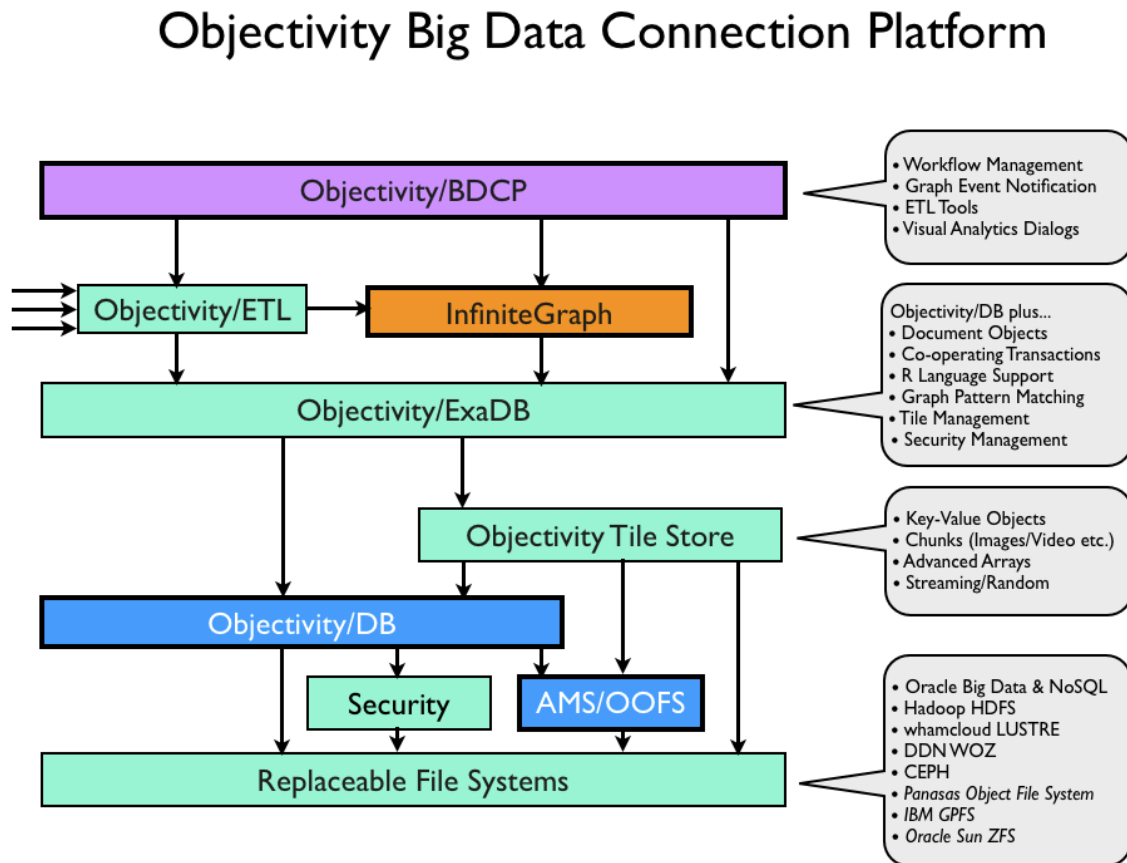 Objectivity Big Data Connection Platform
Objectivity/BDCP
• Workflow Management
• Graph Event Notification
• ETL Tools
• Visual Analytics Dialogs
Objectivity/ETL
InfiniteGraph
Objectivity/ExaDB
Objectivity/DB plus...
• Document Objects
• Co-operating Transactions
• R Language Support
• Graph Pattern Matching
• Tile Management
• Security Management
Objectivity Tile Store
• Key-Value Objects
• Chunks (Images/Video etc.)
• Advanced Arrays
• Streaming/Random
Objectivity/DB
Security
AMS/OOFS
Replaceable File Systems
• Oracle Big Data & NoSQL
• Hadoop HDFS
• whamcloud LUSTRE
• DDN WOZ
• CEPH
• Panasas Object File System
• IBM GPFS
• Oracle Sun ZFS